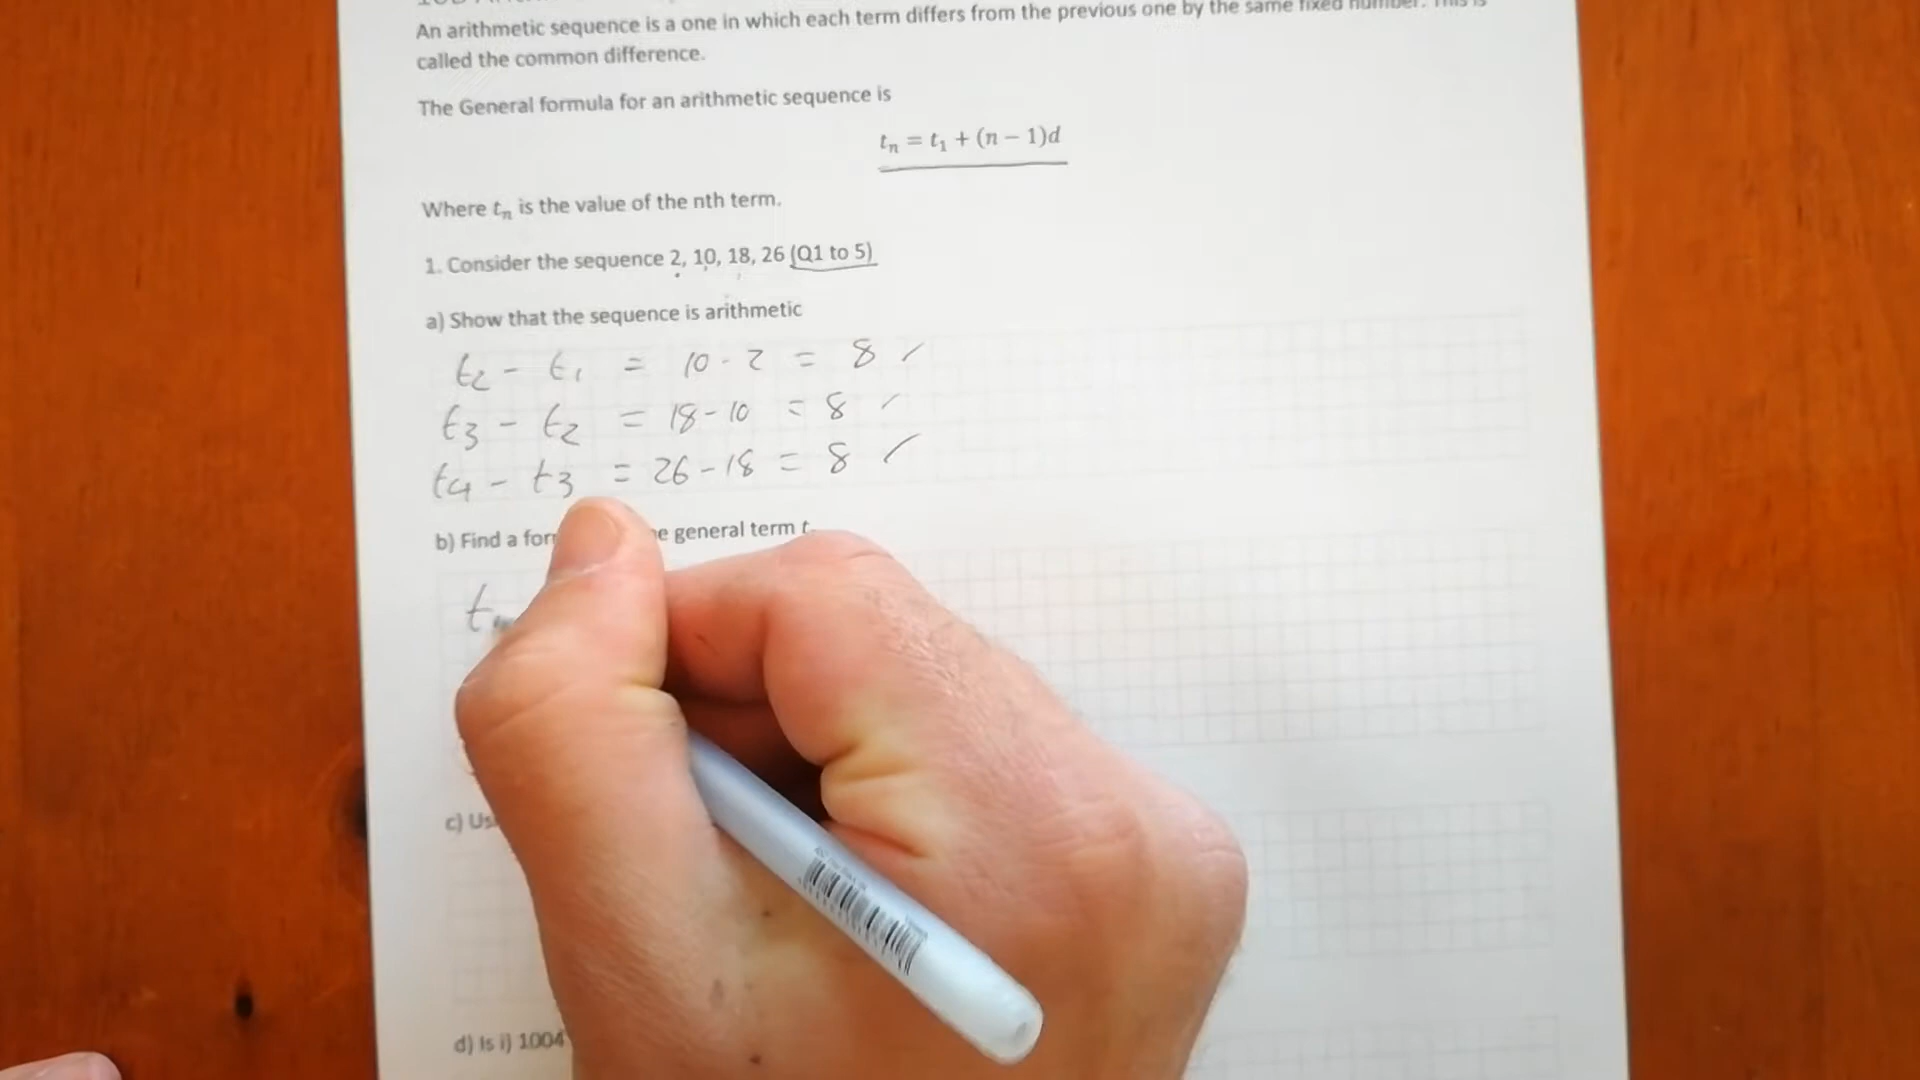 An arithmetic sequence is a one in which each term differs from the previous one by the same fixed number. This is
called the common difference.
The General formula for an arithmetic sequence is
tₙ = t₁ + (n − 1)d
Where tₙ is the value of the nth term.
1. Consider the sequence 2, 10, 18, 26 (Q1 to 5)
a) Show that the sequence is arithmetic
t₂ - t₁ = 10 - 2 = 8
t₃ - t₂ = 18 - 10 = 8
t₄ - t₃ = 26 - 18 = 8
b) Find a general term t
t
c)
d) Is i) 1004